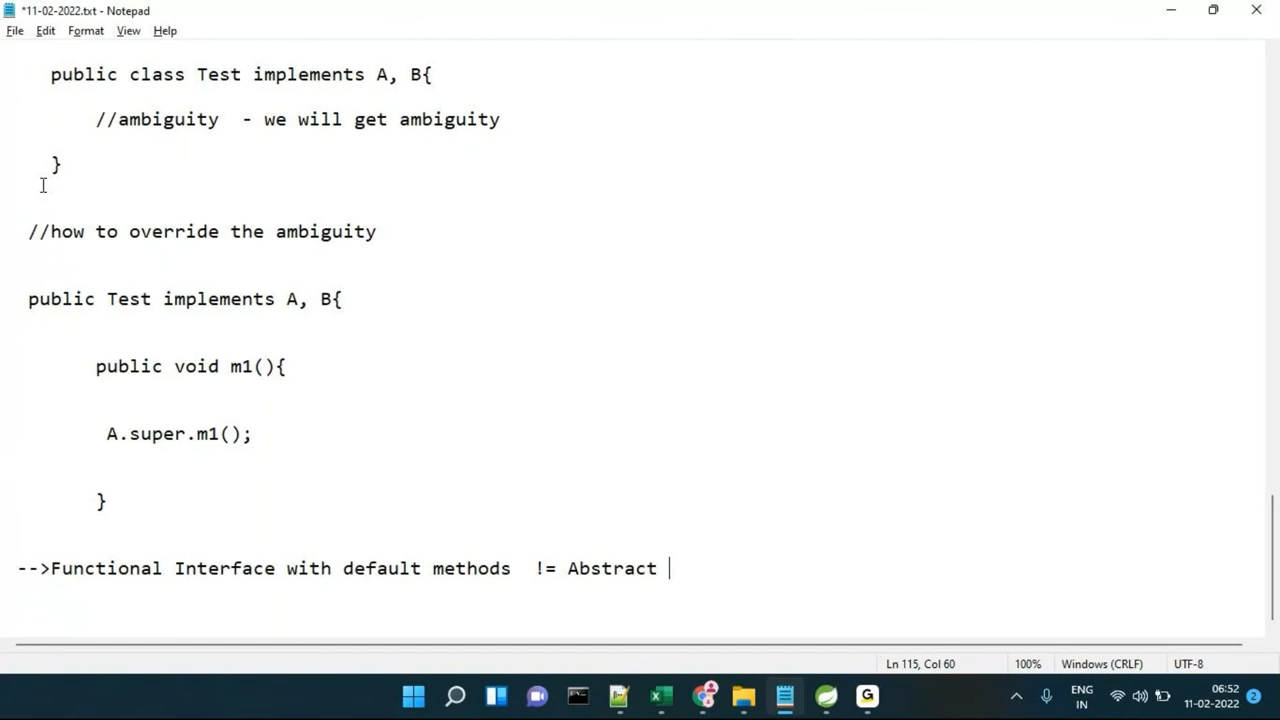 *11-02-2022.txt - Notepad
File Edit Format View Help
public class Test implements A, B{
//ambiguity - we will get ambiguity
}
//how to override the ambiguity
public Test implements A, B{
public void m1(){
A.super.m1();
}
-->Functional Interface with default methods != Abstract
Ln 115, Col 60 100% Windows (CRLF) UTF-8
ENG 06:52
IN 11-02-2022 2
G